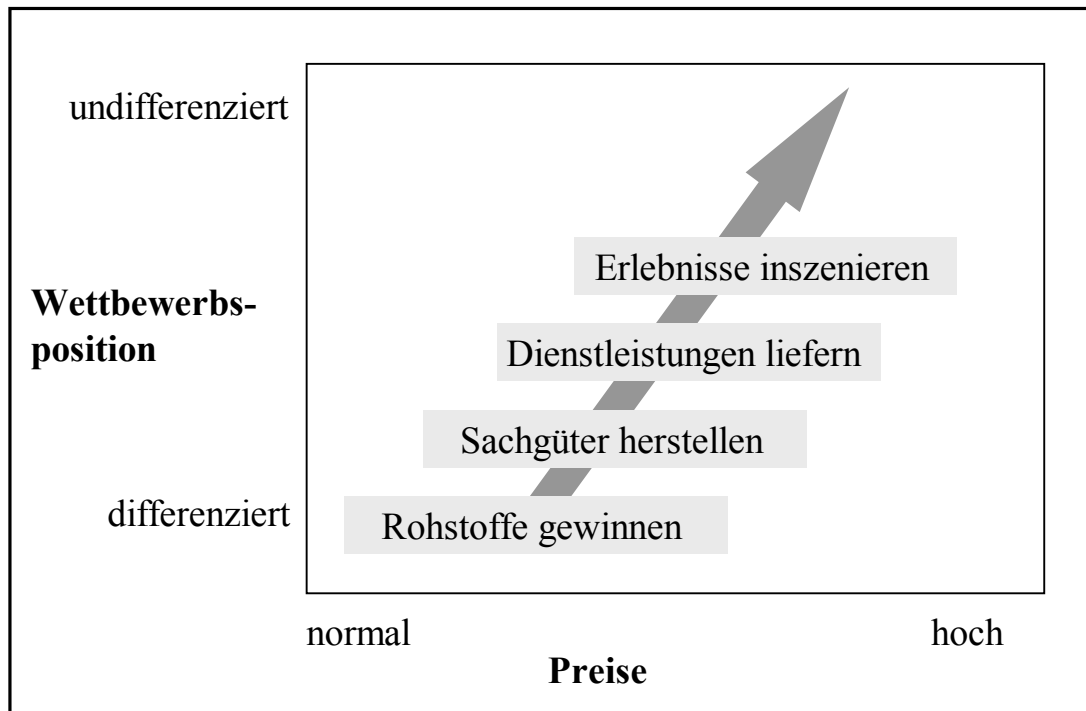 undifferenziert
Erlebnisse inszenieren
Wettbewerbs-
position
Dienstleistungen liefern
Sachgüter herstellen
differenziert
Rohstoffe gewinnen
normal
hoch
Preise